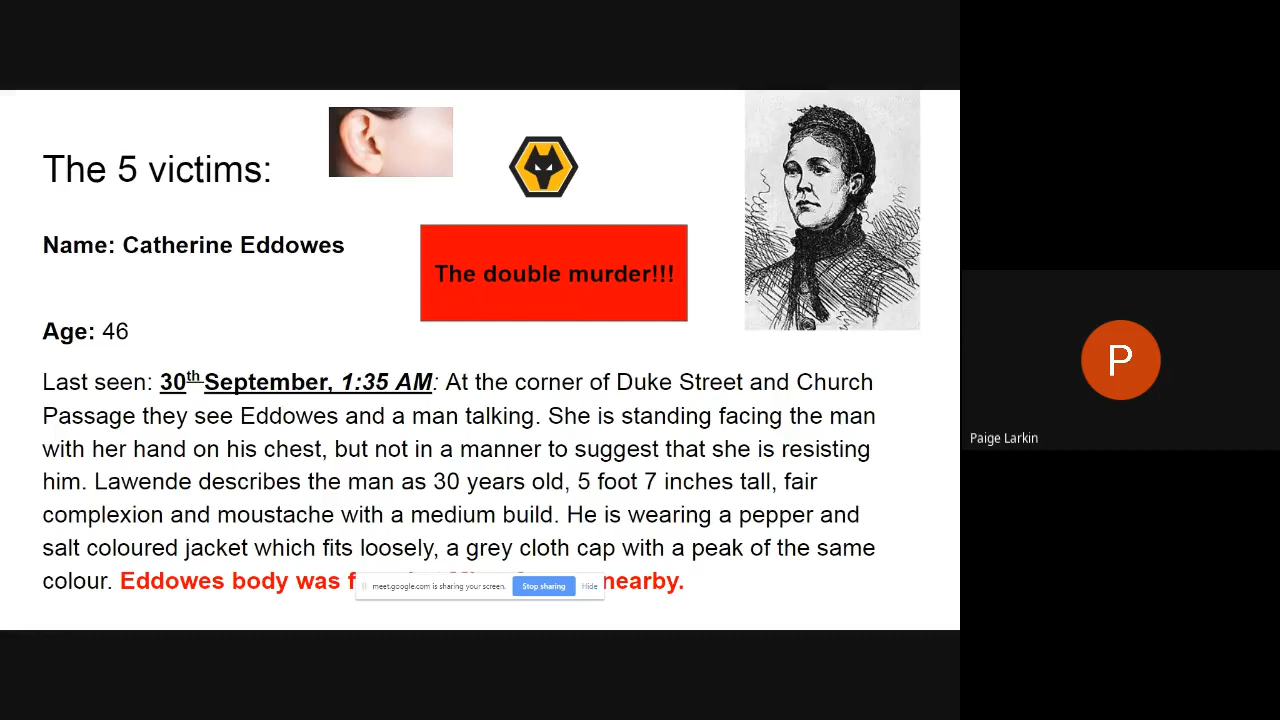 The 5 victims:
Name: Catherine Eddowes
The double murder!!!
Age: 46
Last seen: 30th September, 1:35 AM: At the corner of Duke Street and Church
Passage they see Eddowes and a man talking. She is standing facing the man
with her hand on his chest, but not in a manner to suggest that she is resisting
him. Lawende describes the man as 30 years old, 5 foot 7 inches tall, fair
complexion and moustache with a medium build. He is wearing a pepper and
salt coloured jacket which fits loosely, a grey cloth cap with a peak of the same
colour. Eddowes body was nearby.
meet.google.com is sharing your screen. Stop sharing Hide
P
Paige Larkin